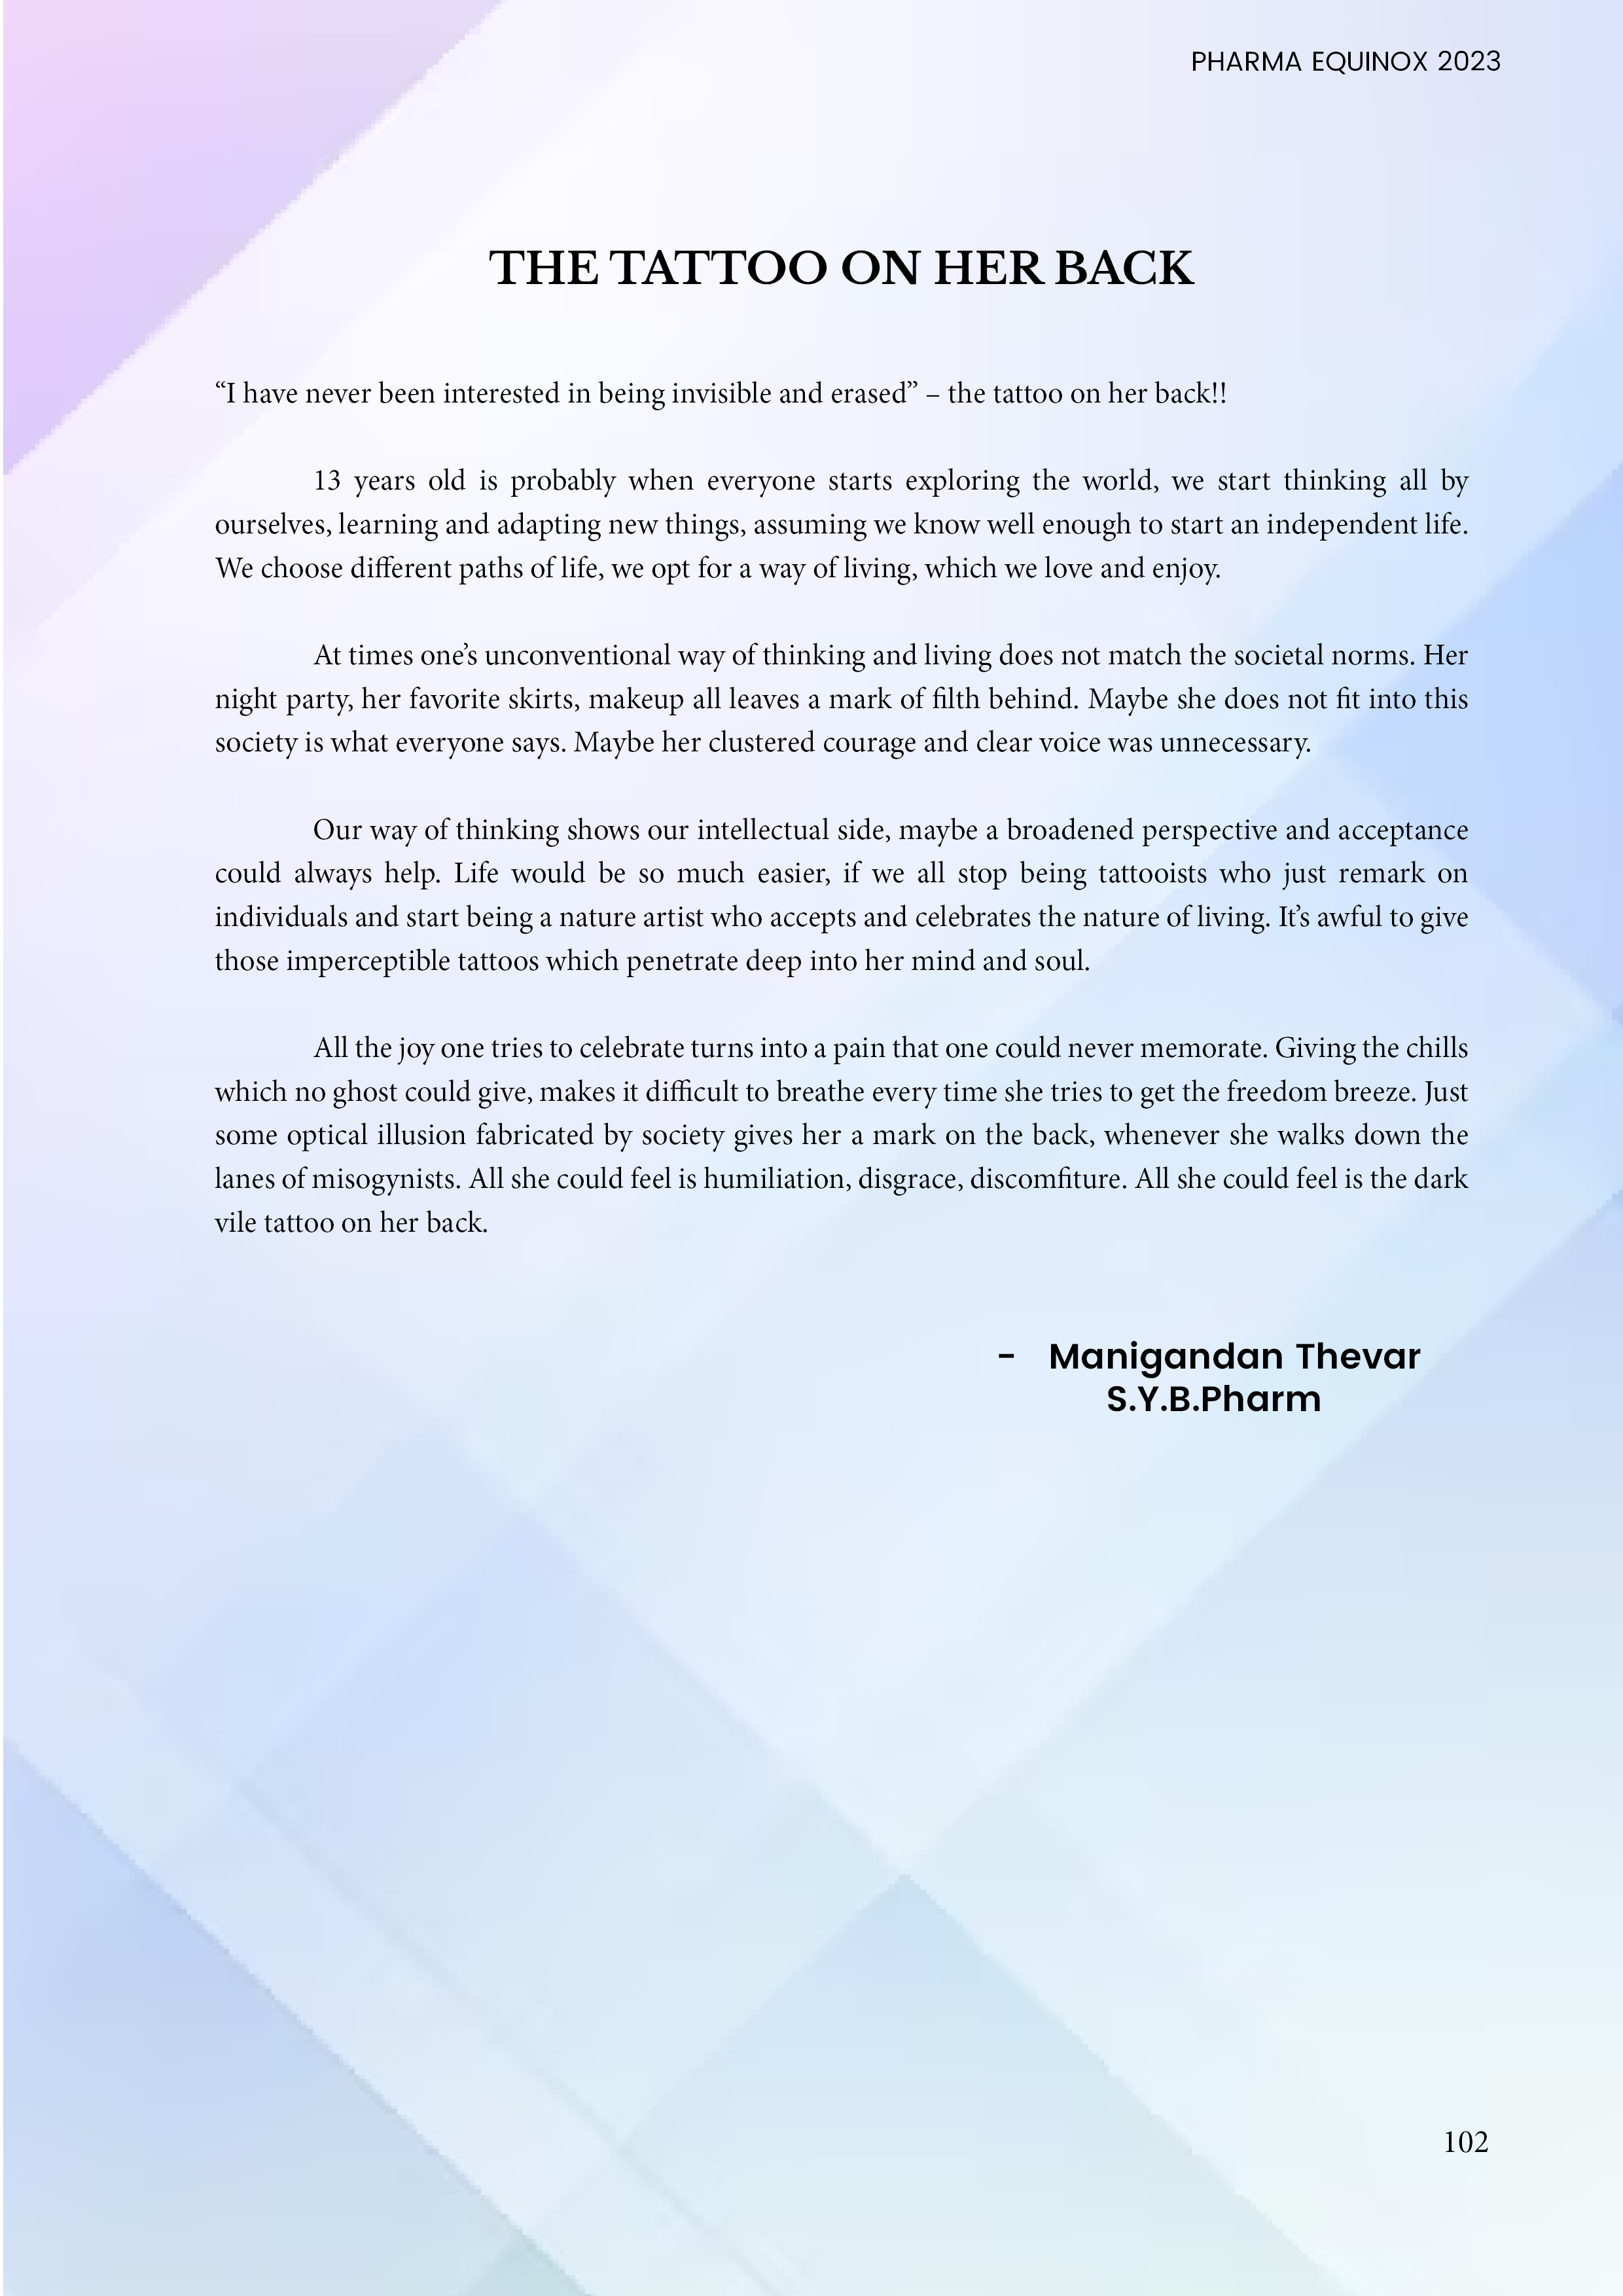 PHARMA EQUINOX 2023
THE TATTOO ON HER BACK
“I have never been interested in being invisible and erased” – the tattoo on her back!!
13 years old is probably when everyone starts exploring the world, we start thinking all by
ourselves, learning and adapting new things, assuming we know well enough to start an independent life.
We choose different paths of life, we opt for a way of living, which we love and enjoy.
At times one’s unconventional way of thinking and living does not match the societal norms. Her
night party, her favorite skirts, makeup all leaves a mark of filth behind. Maybe she does not fit into this
society is what everyone says. Maybe her clustered courage and clear voice was unnecessary.
Our way of thinking shows our intellectual side, maybe a broadened perspective and acceptance
could always help. Life would be so much easier, if we all stop being tattooists who just remark on
individuals and start being a nature artist who accepts and celebrates the nature of living. It’s awful to give
those imperceptible tattoos which penetrate deep into her mind and soul.
All the joy one tries to celebrate turns into a pain that one could never memorate. Giving the chills
which no ghost could give, makes it difficult to breathe every time she tries to get the freedom breeze. Just
some optical illusion fabricated by society gives her a mark on the back, whenever she walks down the
lanes of misogynists. All she could feel is humiliation, disgrace, discomfiture. All she could feel is the dark
vile tattoo on her back.
- Manigandan Thevar
S.Y.B.Pharm
102